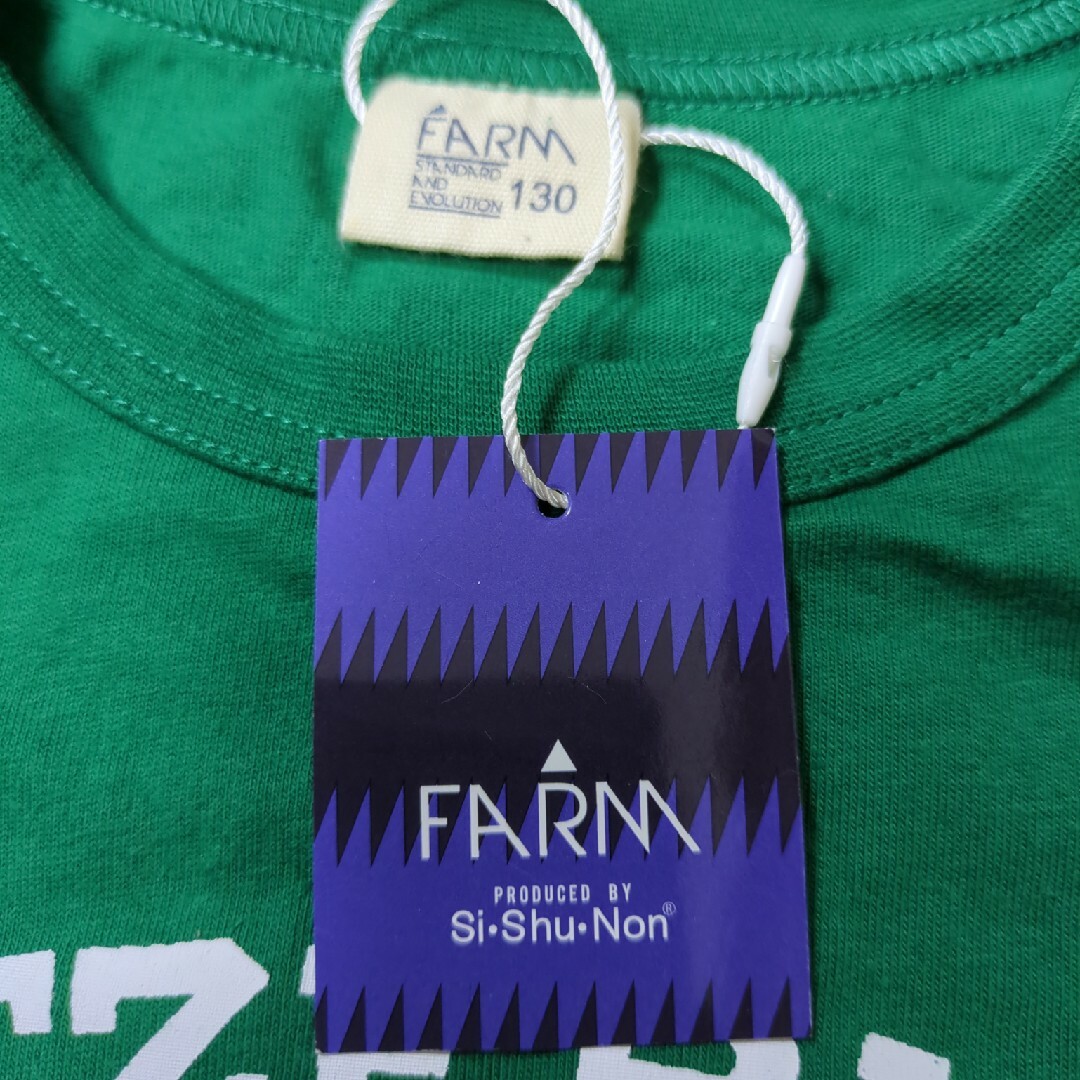 FARM
STANDARD
AND
EVOLUTION 130
FARM
PRODUCED BY
Si•Shu•Non®